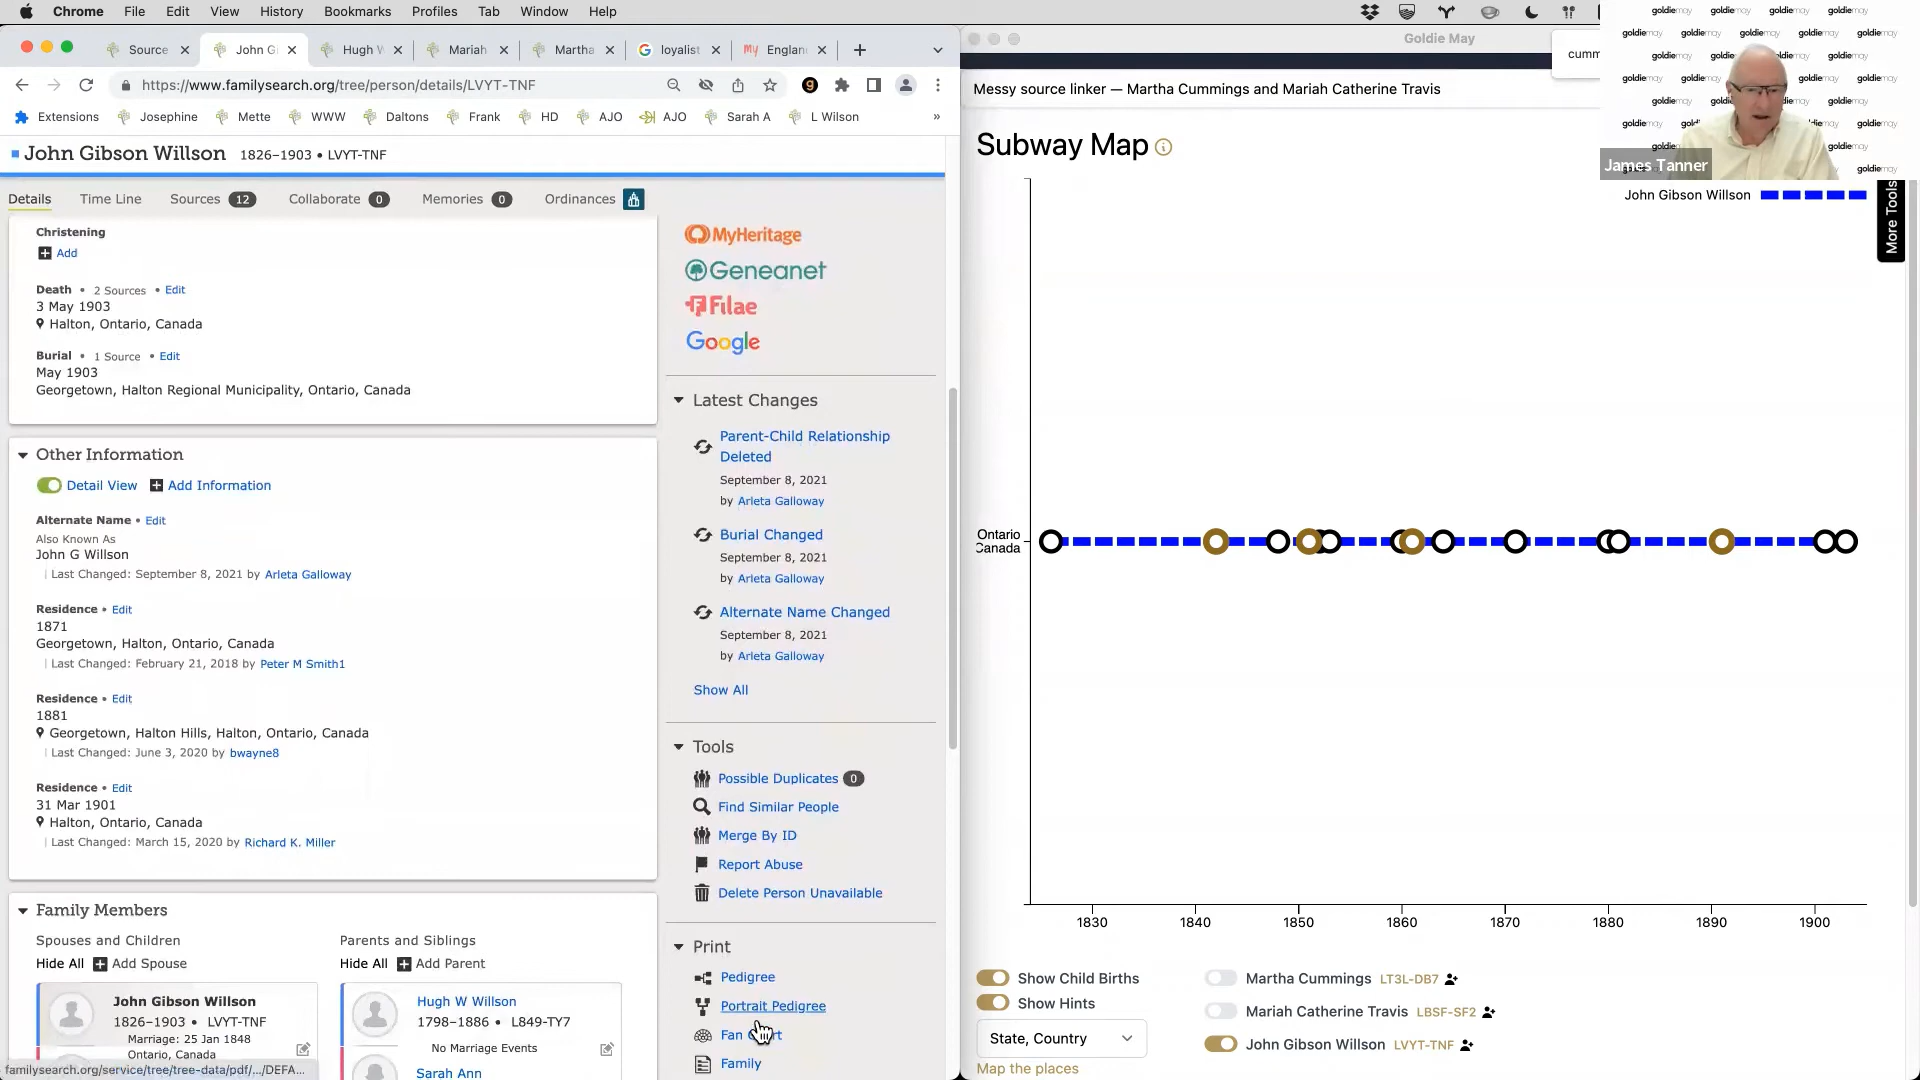 Chrome File Edit View History Bookmarks Profiles Tab Window Help
Source
John G
Hugh W
Mariah
Martha
loyalist
Englan
https://www.familysearch.org/tree/person/details/LVYT-TNF
Extensions Josephine Mette WWW Daltons Frank HD AJO AJO Sarah A L Wilson »
John Gibson Willson 1826–1903 • LVYT-TNF
Details Time Line Sources 12 Collaborate 0 Memories 0 Ordinances
Christening
Add
Death • 2 Sources • Edit
3 May 1903
Halton, Ontario, Canada
Burial • 1 Source • Edit
May 1903
Georgetown, Halton Regional Municipality, Ontario, Canada
Other Information
Detail View Add Information
Alternate Name • Edit
Also Known As
John G Willson
Last Changed: September 8, 2021 by Arleta Galloway
Residence • Edit
1871
Georgetown, Halton, Ontario, Canada
Last Changed: February 21, 2018 by Peter M Smith1
Residence • Edit
1881
Georgetown, Halton Hills, Halton, Ontario, Canada
Last Changed: June 3, 2020 by bwayne8
Residence • Edit
31 Mar 1901
Halton, Ontario, Canada
Last Changed: March 15, 2020 by Richard K. Miller
Family Members
Spouses and Children
Hide All Add Spouse
John Gibson Willson
1826–1903 • LVYT-TNF
Marriage: 25 Jan 1848
Ontario, Canada
Parents and Siblings
Hide All Add Parent
Hugh W Willson
1798–1886 • L849-TY7
No Marriage Events
Sarah Ann
familysearch.org/service/tree/tree-data/pdf/.../DEFA...
MyHeritage
Geneanet
Filae
Google
Latest Changes
Parent-Child Relationship
Deleted
September 8, 2021
by Arleta Galloway
Burial Changed
September 8, 2021
by Arleta Galloway
Alternate Name Changed
September 8, 2021
by Arleta Galloway
Show All
Tools
Possible Duplicates 0
Find Similar People
Merge By ID
Report Abuse
Delete Person Unavailable
Print
Pedigree
Portrait Pedigree
Fan
Family
Goldie May
cumm
Messy source linker — Martha Cummings and Mariah Catherine Travis
Subway Map
goldiemay goldiemay goldiemay goldiemay
James Tanner
John Gibson Willson
More Tools
Ontario
Canada
1830 1840 1850 1860 1870 1880 1890 1900
Show Child Births
Show Hints
State, Country
Map the places
Martha Cummings LT3L-DB7
Mariah Catherine Travis LBSF-SF2
John Gibson Willson LVYT-TNF